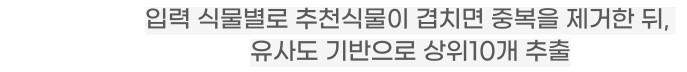 입력 식물별로 추천식물이 겹치면 중복을 제거한 뒤,
유사도 기반으로 상위10개 추출